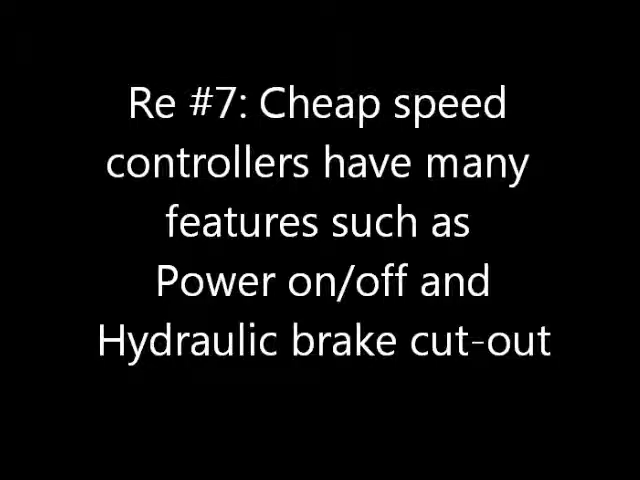 Re #7: Cheap speed
controllers have many
features such as
Power on/off and
Hydraulic brake cut-out